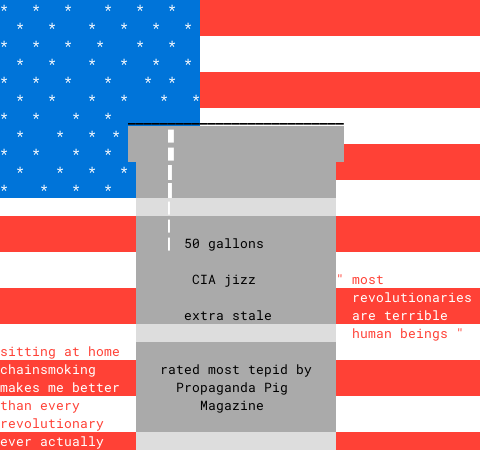 50 gallons
CIA jizz
extra stale
rated most tepid by
Propaganda Pig
Magazine
" most
revolutionaries
are terrible
human beings "
sitting at home
chainsmoking
makes me better
than every
revolutionary
ever actually